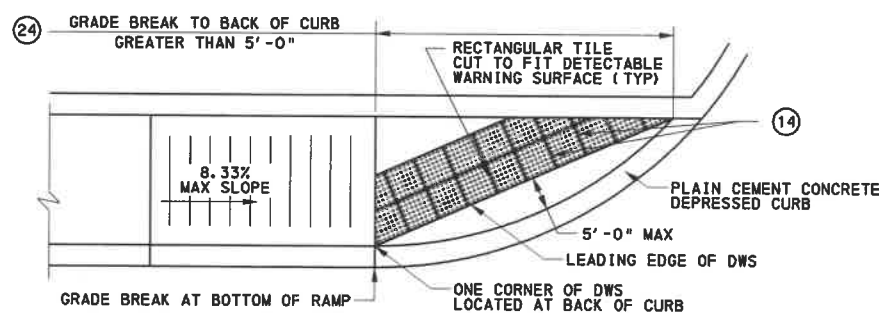 24
GRADE BREAK TO BACK OF CURB
GREATER THAN 5'-0"
RECTANGULAR TILE
CUT TO FIT DETECTABLE
WARNING SURFACE (TYP)
14
8.33%
MAX SLOPE
PLAIN CEMENT CONCRETE
DEPRESSED CURB
5'-0" MAX
LEADING EDGE OF DWS
GRADE BREAK AT BOTTOM OF RAMP
ONE CORNER OF DWS
LOCATED AT BACK OF CURB